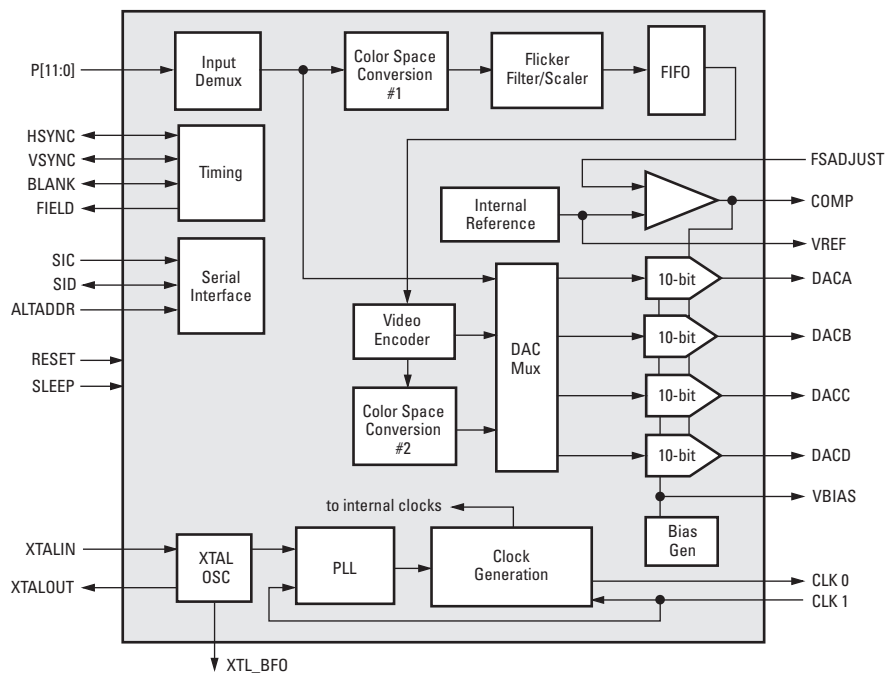 P[11:0]
Input
Demux
Color Space
Conversion
#1
Flicker
Filter/Scaler
FIFO
HSYNC
VSYNC
BLANK
FIELD
Timing
FSADJUST
COMP
Internal
Reference
VREF
SIC
SID
ALTADDR
Serial
Interface
10-bit
DACA
RESET
SLEEP
Video
Encoder
DAC
Mux
10-bit
DACB
Color Space
Conversion
#2
10-bit
DACC
10-bit
DACD
to internal clocks
VBIAS
Bias
Gen
XTALIN
XTALOUT
XTAL
OSC
PLL
Clock
Generation
CLK 0
CLK 1
XTL_BFO